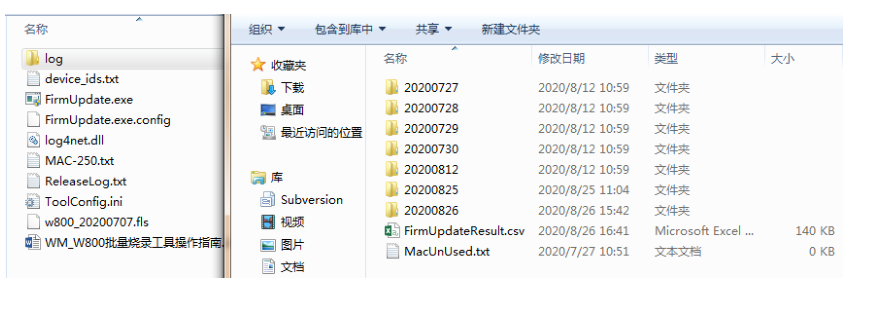 名称
log
device_ids.txt
FirmUpdate.exe
FirmUpdate.exe.config
log4net.dll
MAC-250.txt
ReleaseLog.txt
ToolConfig.ini
w800_20200707.fls
WM_W800批量烧录工具操作指南
组织 包含到库中 共享 新建文件夹
收藏夹
下载
桌面
最近访问的位置
库
Subversion
视频
图片
文档
名称 修改日期 类型 大小
20200727 2020/8/12 10:59 文件夹
20200728 2020/8/12 10:59 文件夹
20200729 2020/8/12 10:59 文件夹
20200730 2020/8/12 10:59 文件夹
20200812 2020/8/12 10:59 文件夹
20200825 2020/8/25 11:04 文件夹
20200826 2020/8/26 15:42 文件夹
FirmUpdateResult.csv 2020/8/26 16:41 Microsoft Excel ... 140 KB
MacUnUsed.txt 2020/7/27 10:51 文本文档 0 KB